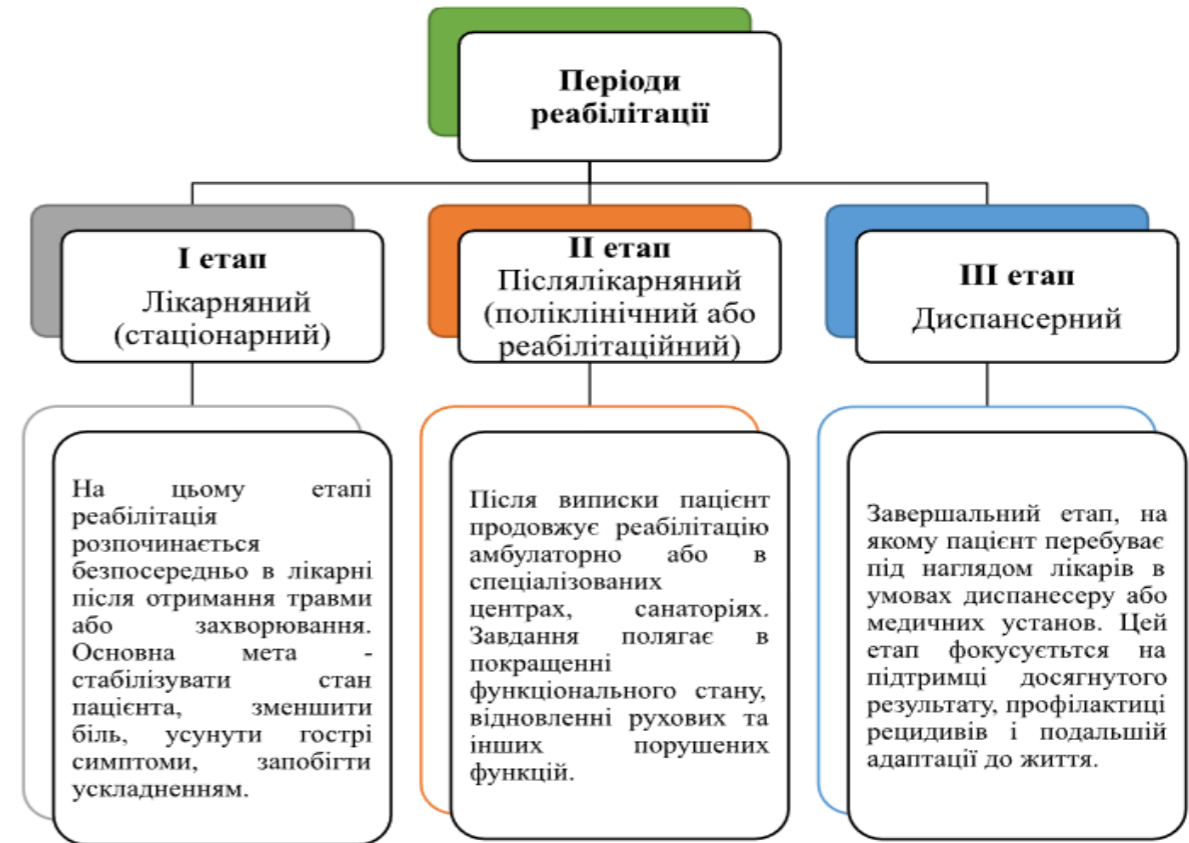 Періоди
реабілітації
І етап
Лікарняний
(стаціонарний)
ІІ етап
Післялікарняний
(поліклінічний або
реабілітаційний)
ІІІ етап
Диспансерний
На цьому етапі
реабілітація
розпочинається
безпосередньо в лікарні
після отримання травми
або захворювання.
Основна мета -
стабілізувати стан
пацієнта, зменшити
біль, усунути гострі
симптоми, запобігти
ускладненням.
Після виписки пацієнт
продовжує реабілітацію
амбулаторно або в
спеціалізованих
центрах, санаторіях.
Завдання полягає в
покращенні
функціонального стану,
відновленні рухових та
інших порушених
функцій.
Завершальний етап, на
якому пацієнт перебуває
під наглядом лікарів в
умовах диспанесеру або
медичних установ. Цей
етап фокусуєтьтся на
підтримці досягнутого
результату, профілактиці
рецидивів і подальшій
адаптації до життя.